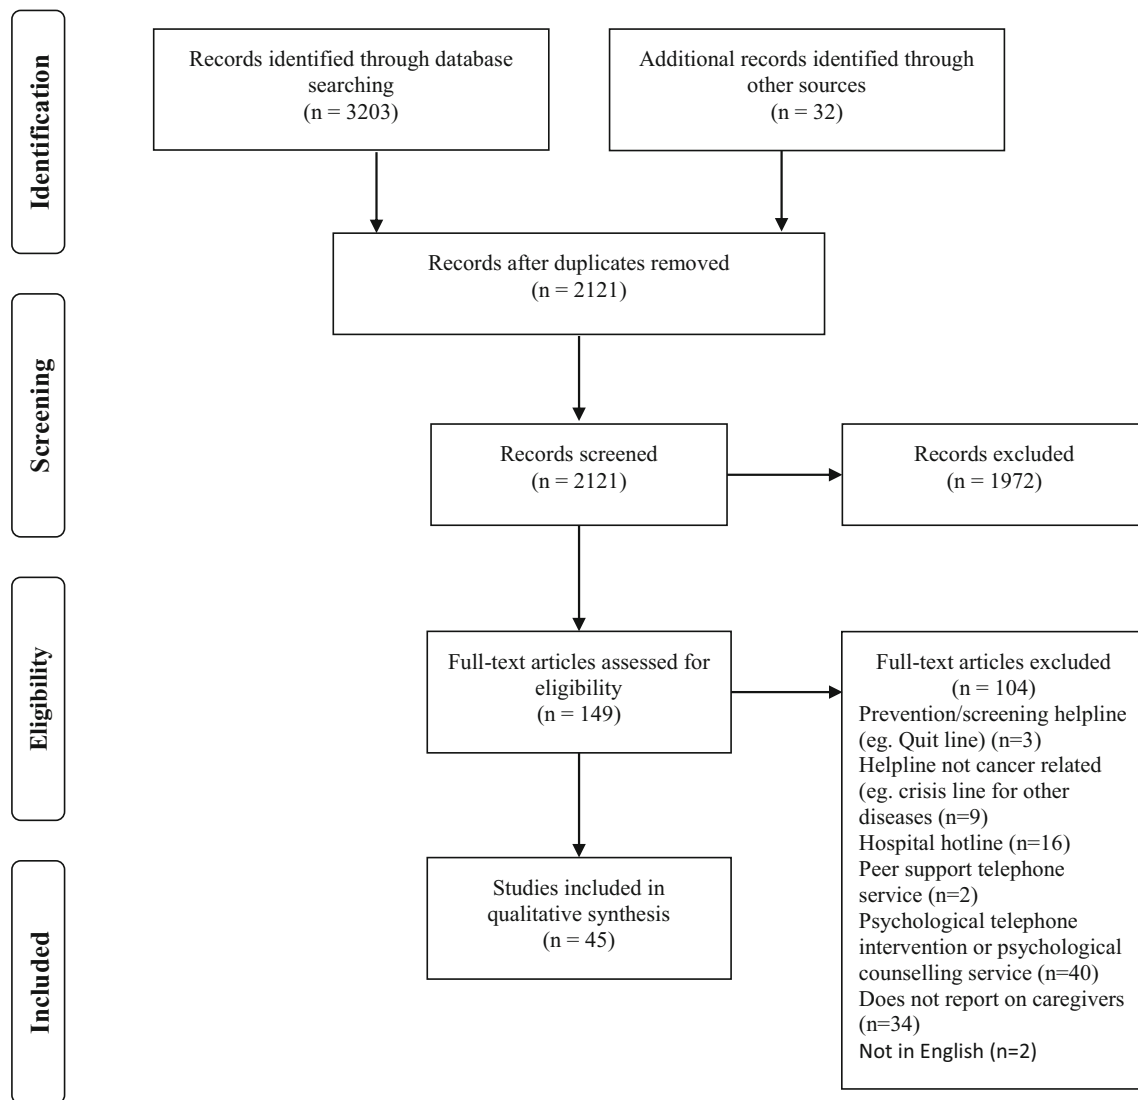 Identification
Records identified through database
searching
(n = 3203)
Additional records identified through
other sources
(n = 32)
Records after duplicates removed
(n = 2121)
Screening
Records screened
(n = 2121)
Records excluded
(n = 1972)
Eligibility
Full-text articles assessed for
eligibility
(n = 149)
Full-text articles excluded
(n = 104)
Prevention/screening helpline
(eg. Quit line) (n=3)
Helpline not cancer related
(eg. crisis line for other
diseases (n=9)
Hospital hotline (n=16)
Peer support telephone
service (n=2)
Psychological telephone
intervention or psychological
counselling service (n=40)
Does not report on caregivers
(n=34)
Not in English (n=2)
Included
Studies included in
qualitative synthesis
(n = 45)